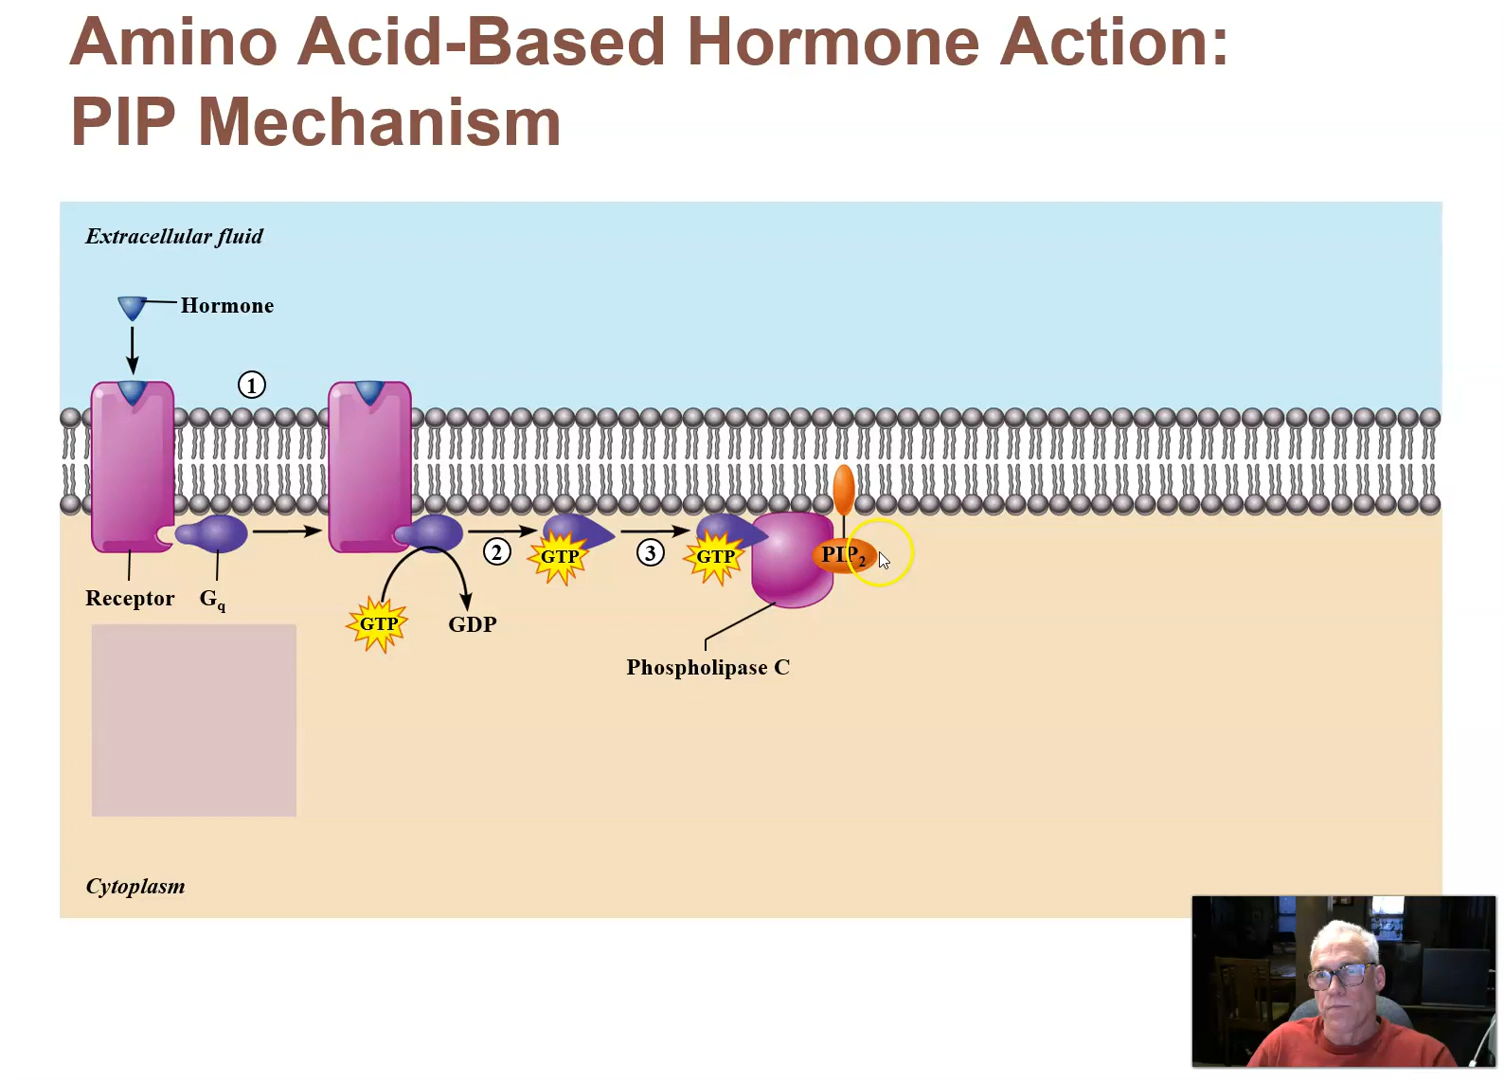 Amino Acid-Based Hormone Action:
PIP Mechanism
Extracellular fluid
Hormone
1
2
3
GTP
GTP
PIP2
Receptor
Gq
GTP
GDP
Phospholipase C
Cytoplasm